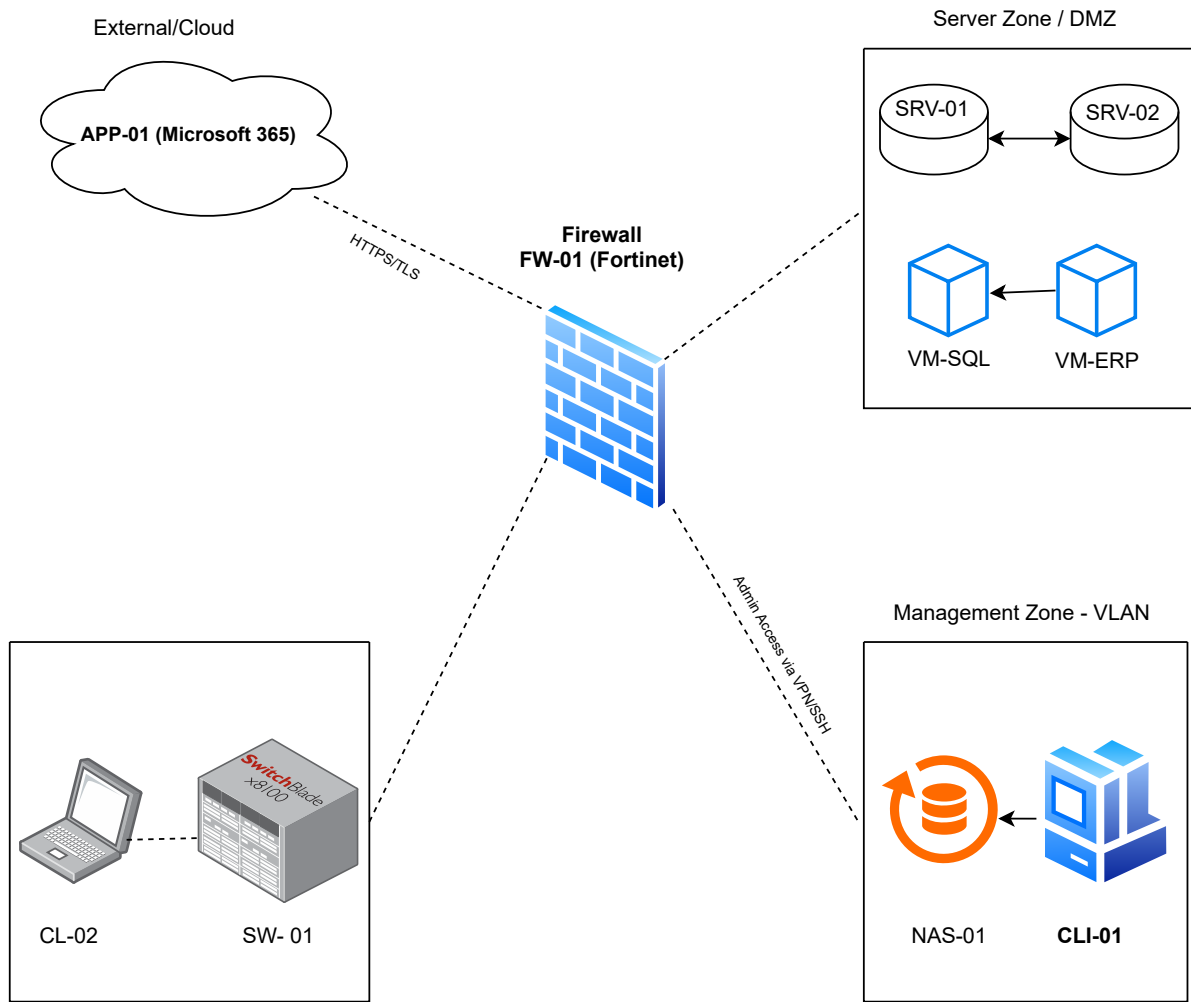 External/Cloud
Server Zone / DMZ
APP-01 (Microsoft 365)
SRV-01
SRV-02
HTTPS/TLS
Firewall
FW-01 (Fortinet)
VM-SQL
VM-ERP
Admin Access via VPN/SSH
Management Zone - VLAN
SwitchBlade
x8100
CL-02
SW- 01
NAS-01
CLI-01